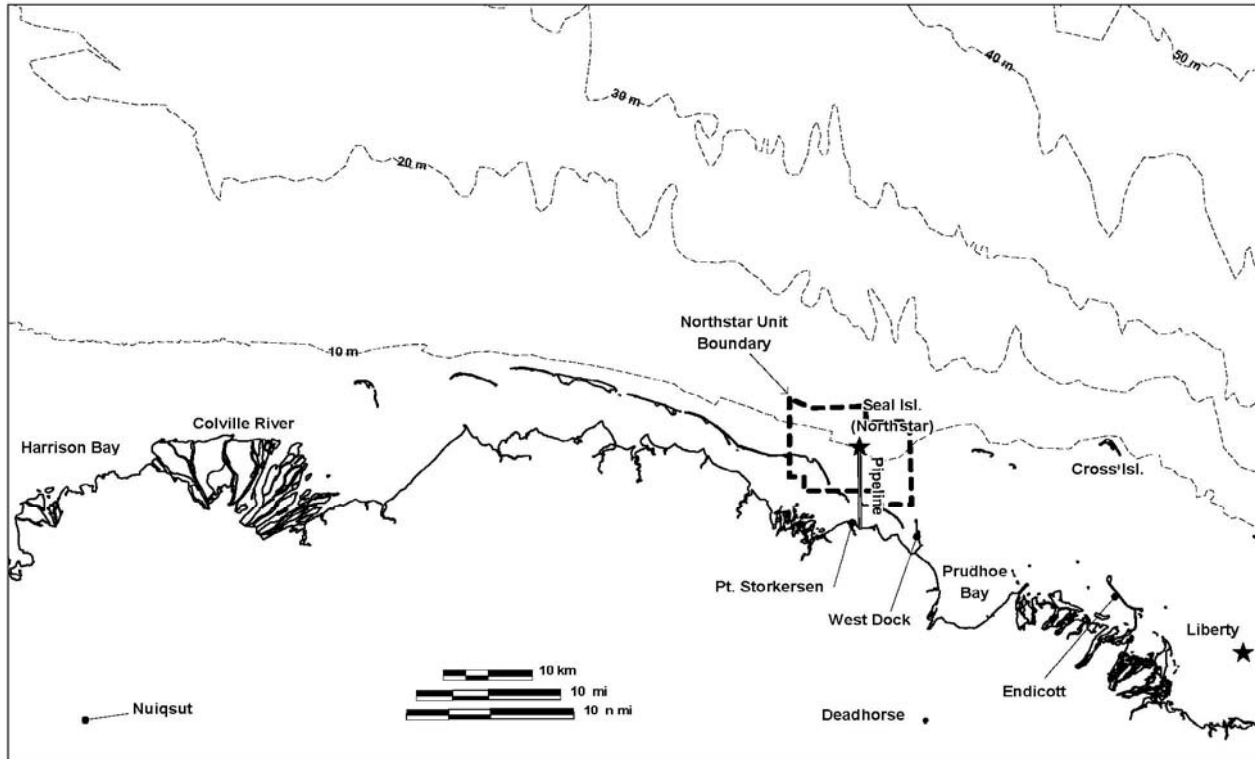 50 m
40 m
30 m
20 m
Northstar Unit
Boundary
10 m
Seal Isl.
(Northstar)
Colville River
Harrison Bay
Cross Isl.
Pipeline
Prudhoe
Bay
Pt. Storkersen
West Dock
Liberty
Endicott
10 km
10 mi
10 n mi
Nuiqsut
Deadhorse